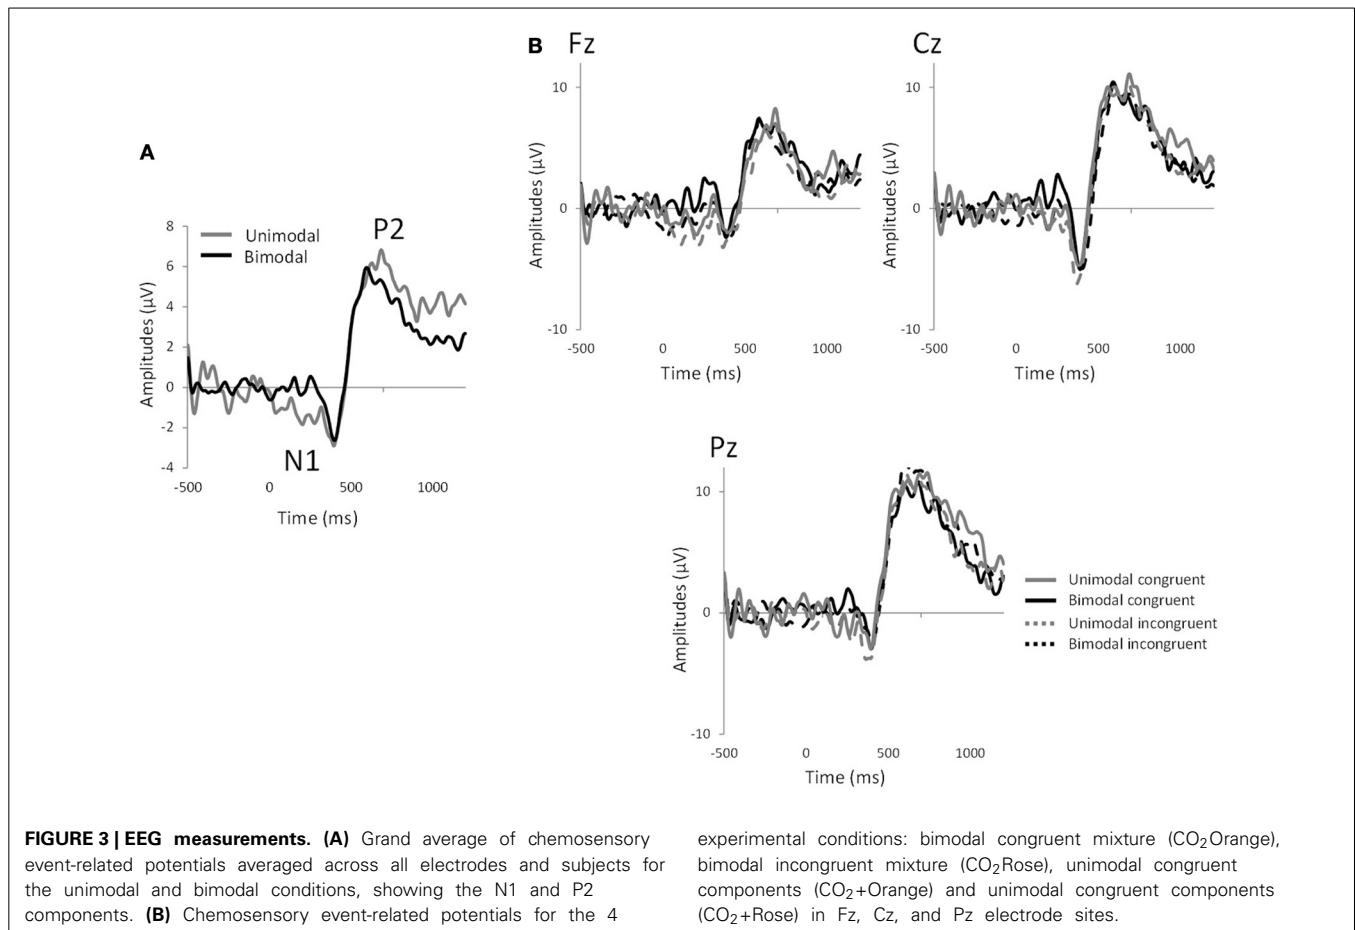 A
8
6
4
2
0
-2
-4
Amplitudes (µV)
Unimodal
Bimodal
P2
N1
-500 0 500 1000
Time (ms)
B Fz
10
0
-10
Amplitudes (µV)
-500 0 500 1000
Time (ms)
Cz
10
0
-10
Amplitudes (µV)
-500 0 500 1000
Time (ms)
Pz
10
0
-10
Amplitudes (µV)
-500 0 500 1000
Time (ms)
Unimodal congruent
Bimodal congruent
Unimodal incongruent
Bimodal incongruent
FIGURE 3 | EEG measurements. (A) Grand average of chemosensory
event-related potentials averaged across all electrodes and subjects for
the unimodal and bimodal conditions, showing the N1 and P2
components. (B) Chemosensory event-related potentials for the 4
experimental conditions: bimodal congruent mixture (CO₂Orange),
bimodal incongruent mixture (CO₂Rose), unimodal congruent
components (CO₂+Orange) and unimodal congruent components
(CO₂+Rose) in Fz, Cz, and Pz electrode sites.